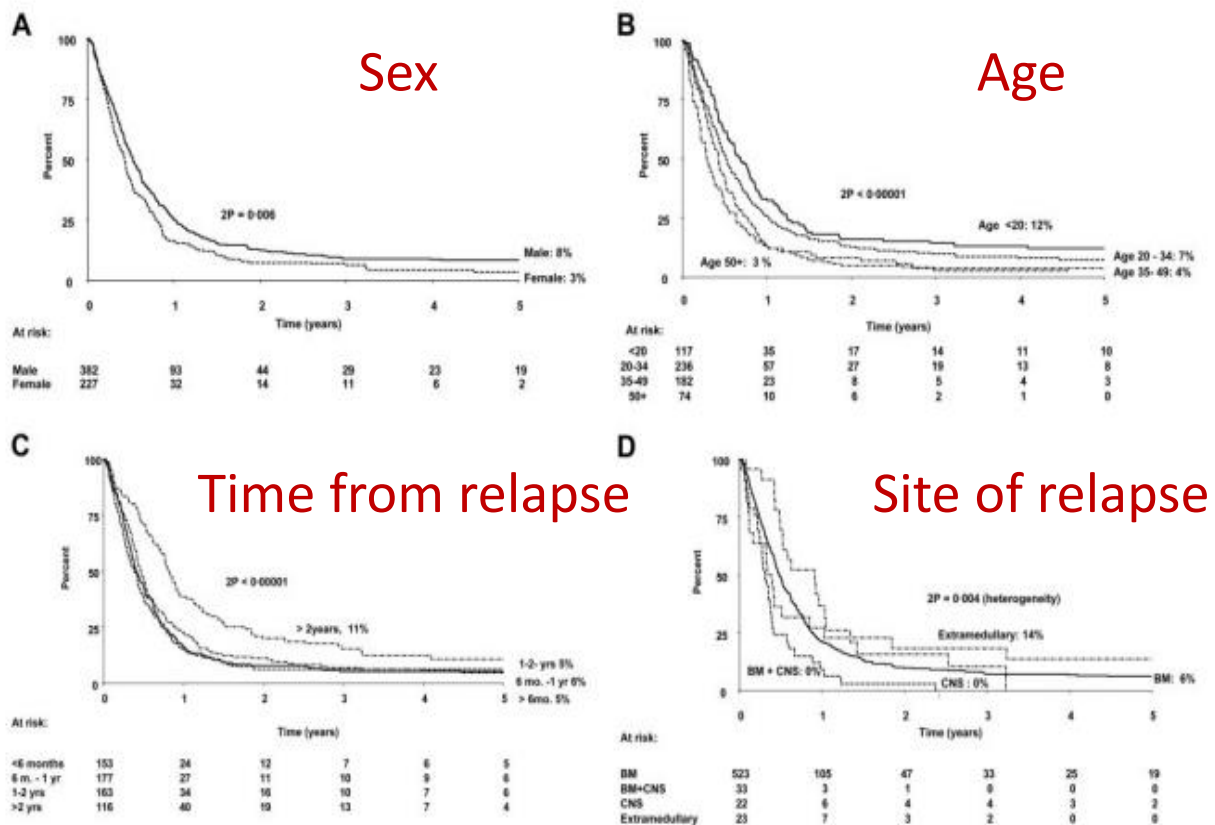 A
Sex
100
75
50
25
0
Percent
2P = 0·006
Male: 8%
Female: 3%
0 1 2 3 4 5
Time (years)
At risk:
Male 382 93 44 29 23 19
Female 227 32 14 11 6 2
B
Age
100
75
50
25
0
Percent
2P < 0·00001
Age <20: 12%
Age 50+: 3 %
Age 20 - 34: 7%
Age 35- 49: 4%
0 1 2 3 4 5
Time (years)
At risk:
<20 117 35 17 14 11 10
20-34 236 57 27 19 13 8
35-49 182 23 8 5 4 3
50+ 74 10 6 2 1 0
C
Time from relapse
100
75
50
25
0
Percent
2P < 0·00001
> 2years, 11%
1-2- yrs 5%
6 mo. -1 yr 6%
> 6mo. 5%
0 1 2 3 4 5
Time (years)
At risk:
<6 months 153 24 12 7 6 5
6 m. - 1 yr 177 27 11 10 9 6
1-2 yrs 163 34 16 10 7 6
>2 yrs 116 40 19 13 7 4
D
Site of relapse
100
75
50
25
0
Percent
2P = 0·004 (heterogeneity)
Extramedullary: 14%
BM + CNS: 0%
CNS : 0%
BM: 6%
0 1 2 3 4 5
Time (years)
At risk:
BM 523 105 47 33 25 19
BM+CNS 33 3 1 0 0 0
CNS 22 6 4 4 3 2
Extramedullary 23 7 3 2 0 0